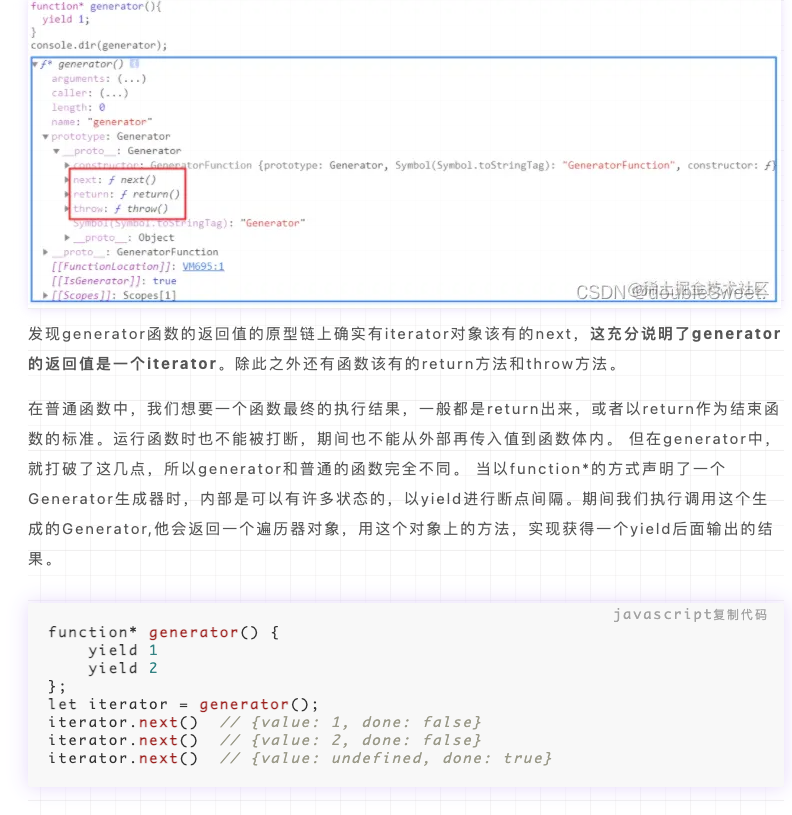 function* generator(){
  yield 1;
}
console.dir(generator);
▼ƒ* generator()
arguments: (...)
caller: (...)
length: 0
name: "generator"
▼prototype: Generator
▼__proto__: Generator
▶constructor: GeneratorFunction {prototype: Generator, Symbol(Symbol.toStringTag): "GeneratorFunction", constructor: ƒ}
▶next: ƒ next()
▶return: ƒ return()
▶throw: ƒ throw()
Symbol(Symbol.toStringTag): "Generator"
▶__proto__: Object
▶__proto__: GeneratorFunction
[[FunctionLocation]]: VM695:1
[[IsGenerator]]: true
▶[[Scopes]]: Scopes[1]
@稀土掘金技术社区
CSDN @doubleSweet.
发现generator函数的返回值的原型链上确实有iterator对象该有的next，这充分说明了generator
的返回值是一个iterator。除此之外还有函数该有的return方法和throw方法。
在普通函数中，我们想要一个函数最终的执行结果，一般都是return出来，或者以return作为结束函
数的标准。运行函数时也不能被打断，期间也不能从外部再传入值到函数体内。 但在generator中，
就打破了这几点，所以generator和普通的函数完全不同。 当以function*的方式声明了一个
Generator生成器时，内部是可以有许多状态的，以yield进行断点间隔。期间我们执行调用这个生
成的Generator,他会返回一个遍历器对象，用这个对象上的方法，实现获得一个yield后面输出的结
果。
javascript复制代码
function* generator() {
    yield 1
    yield 2
};
let iterator = generator();
iterator.next()  // {value: 1, done: false}
iterator.next()  // {value: 2, done: false}
iterator.next()  // {value: undefined, done: true}